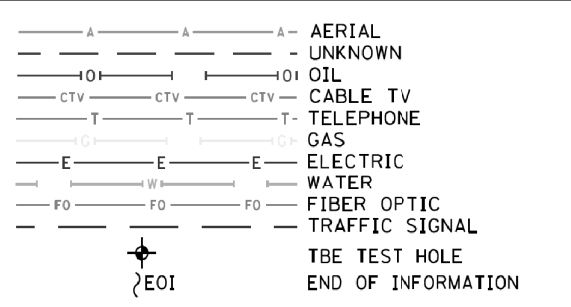 A A A AERIAL
UNKNOWN
O O OIL
CTV CTV CTV CABLE TV
T T T TELEPHONE
G G GAS
E E E ELECTRIC
W WATER
FO FO FO FIBER OPTIC
TRAFFIC SIGNAL
TBE TEST HOLE
EOI END OF INFORMATION